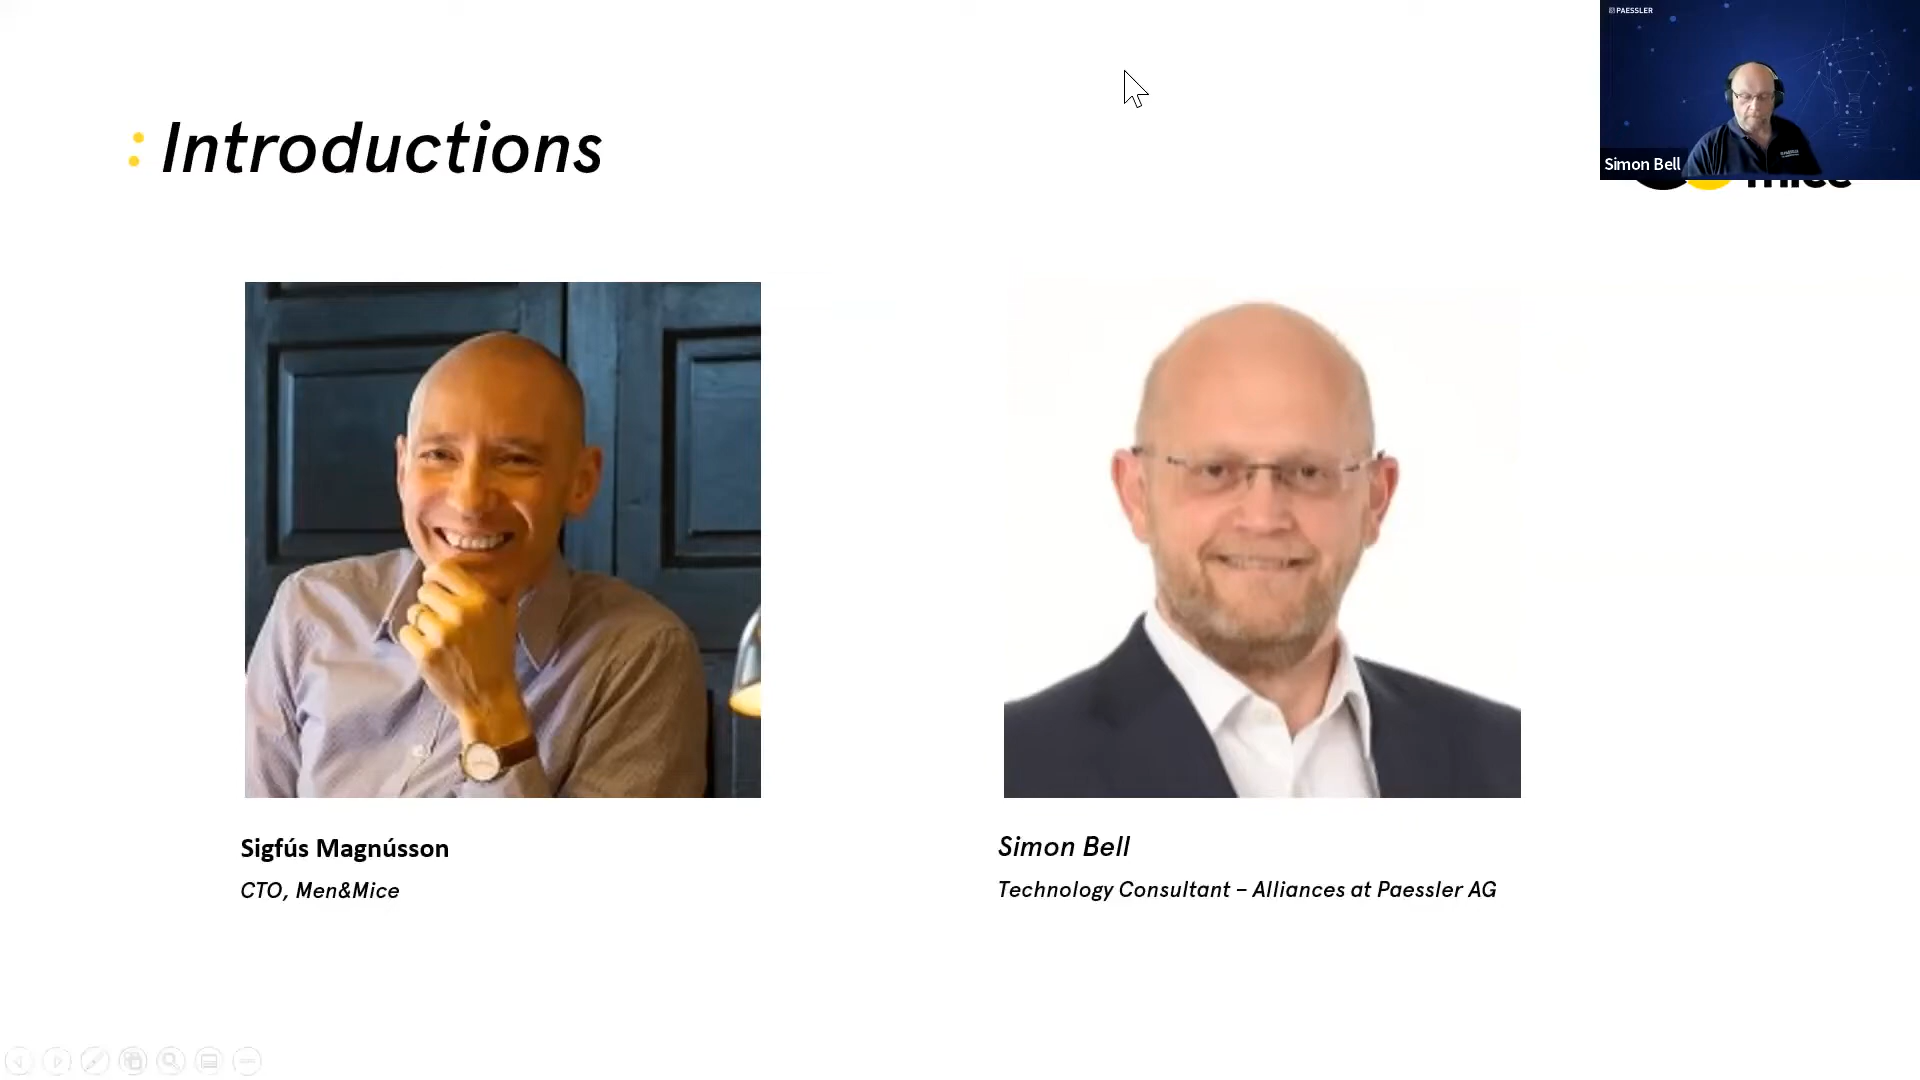 PAESSLER
: Introductions
Simon Bell
Sigfús Magnússon
CTO, Men&Mice
Simon Bell
Technology Consultant – Alliances at Paessler AG